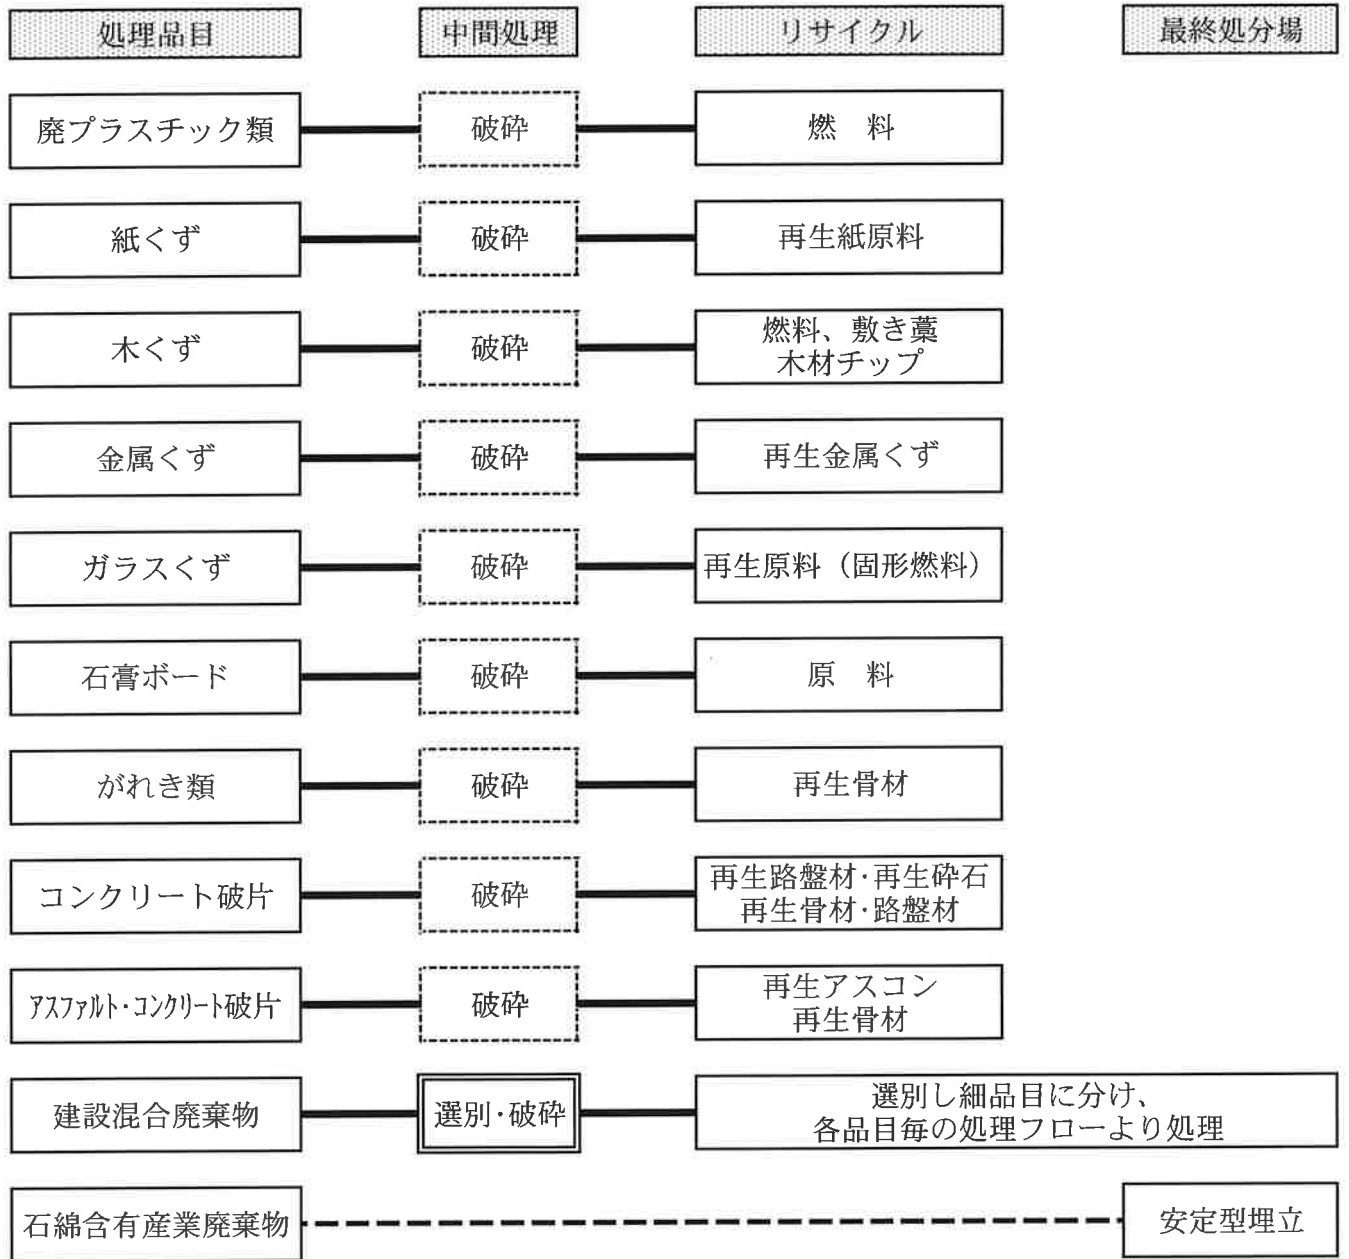 処理品目
中間処理
リサイクル
最終処分場
廃プラスチック類
破砕
燃　料
紙くず
破砕
再生紙原料
木くず
破砕
燃料、敷き藁
木材チップ
金属くず
破砕
再生金属くず
ガラスくず
破砕
再生原料（固形燃料）
石膏ボード
破砕
原　料
がれき類
破砕
再生骨材
コンクリート破片
破砕
再生路盤材・再生砕石
再生骨材・路盤材
アスファルト・コンクリート破片
破砕
再生アスコン
再生骨材
建設混合廃棄物
選別・破砕
選別し細品目に分け、
各品目毎の処理フローより処理
石綿含有産業廃棄物
安定型埋立